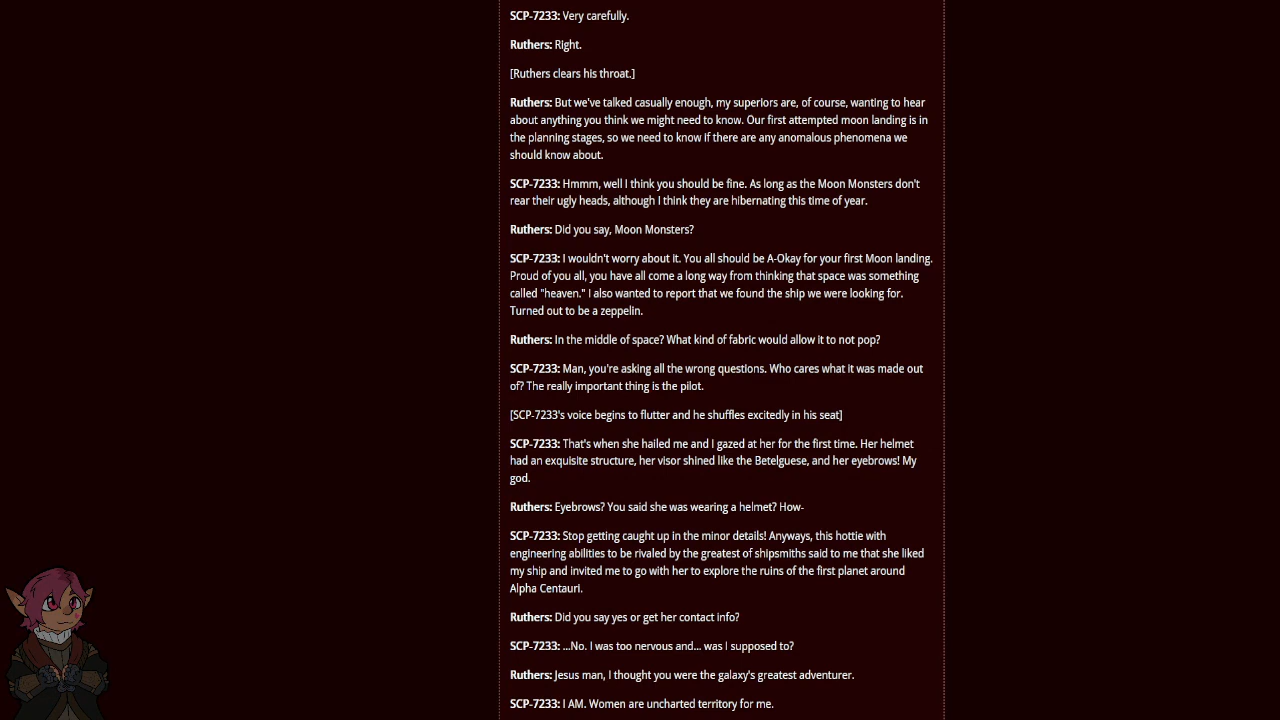 SCP-7233: Very carefully.
Ruthers: Right.
[Ruthers clears his throat.]
Ruthers: But we've talked casually enough, my superiors are, of course, wanting to hear
about anything you think we might need to know. Our first attempted moon landing is in
the planning stages, so we need to know if there are any anomalous phenomena we
should know about.
SCP-7233: Hmmm, well I think you should be fine. As long as the Moon Monsters don't
rear their ugly heads, although I think they are hibernating this time of year.
Ruthers: Did you say, Moon Monsters?
SCP-7233: I wouldn't worry about it. You all should be A-Okay for your first Moon landing.
Proud of you all, you have all come a long way from thinking that space was something
called "heaven." I also wanted to report that we found the ship we were looking for.
Turned out to be a zeppelin.
Ruthers: In the middle of space? What kind of fabric would allow it to not pop?
SCP-7233: Man, you're asking all the wrong questions. Who cares what it was made out
of? The really important thing is the pilot.
[SCP-7233's voice begins to flutter and he shuffles excitedly in his seat]
SCP-7233: That's when she hailed me and I gazed at her for the first time. Her helmet
had an exquisite structure, her visor shined like the Betelguese, and her eyebrows! My
god.
Ruthers: Eyebrows? You said she was wearing a helmet? How-
SCP-7233: Stop getting caught up in the minor details! Anyways, this hottie with
engineering abilities to be rivaled by the greatest of shipsmiths said to me that she liked
my ship and invited me to go with her to explore the ruins of the first planet around
Alpha Centauri.
Ruthers: Did you say yes or get her contact info?
SCP-7233: ...No. I was too nervous and... was I supposed to?
Ruthers: Jesus man, I thought you were the galaxy's greatest adventurer.
SCP-7233: I AM. Women are uncharted territory for me.